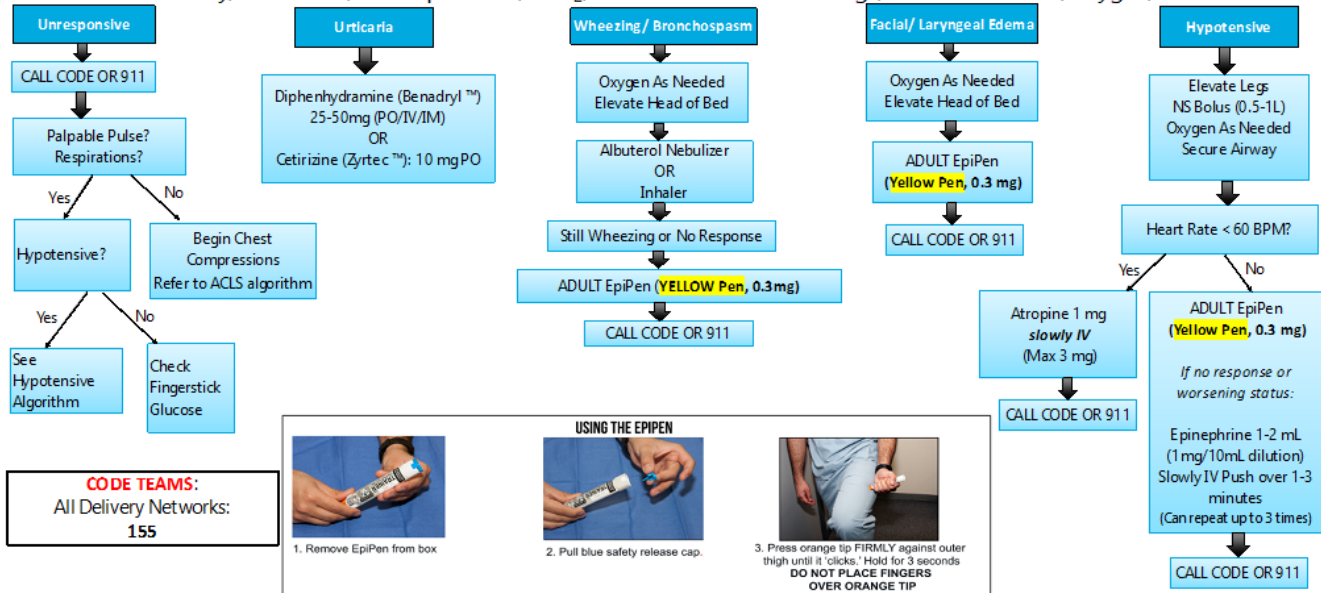 Unresponsive
CALL CODE OR 911
Palpable Pulse?
Respirations?
Yes
No
Hypotensive?
Begin Chest
Compressions
Refer to ACLS algorithm
Yes
No
See
Hypotensive
Algorithm
Check
Fingerstick
Glucose
Urticaria
Diphenhydramine (Benadryl ™)
25-50mg (PO/IV/IM)
OR
Cetirizine (Zyrtec ™): 10 mg PO
Wheezing/ Bronchospasm
Oxygen As Needed
Elevate Head of Bed
Albuterol Nebulizer
OR
Inhaler
Still Wheezing or No Response
ADULT EpiPen (YELLOW Pen, 0.3mg)
CALL CODE OR 911
Facial/ Laryngeal Edema
Oxygen As Needed
Elevate Head of Bed
ADULT EpiPen
(Yellow Pen, 0.3 mg)
CALL CODE OR 911
Hypotensive
Elevate Legs
NS Bolus (0.5-1L)
Oxygen As Needed
Secure Airway
Heart Rate < 60 BPM?
Yes
No
Atropine 1 mg
slowly IV
(Max 3 mg)
CALL CODE OR 911
ADULT EpiPen
(Yellow Pen, 0.3 mg)
If no response or
worsening status:
Epinephrine 1-2 mL
(1mg/10mL dilution)
Slowly IV Push over 1-3
minutes
(Can repeat up to 3 times)
CALL CODE OR 911
CODE TEAMS:
All Delivery Networks:
155
USING THE EPIPEN
TRAINER
1. Remove EpiPen from box
2. Pull blue safety release cap.
3. Press orange tip FIRMLY against outer
thigh until it 'clicks.' Hold for 3 seconds
DO NOT PLACE FINGERS
OVER ORANGE TIP